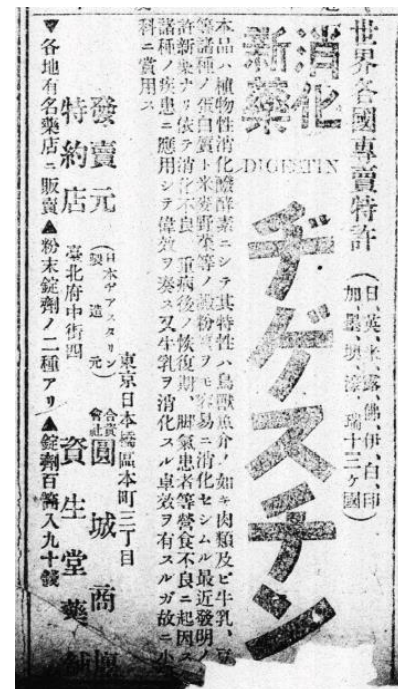 世界各國專賣特許
(日、英、米、露、佛、伊、白、印
加、墨、墺、瑞十三ヶ國)
消化
新藥
DIGESTIN
ヂゲスチン
本品ハ植物性消化酸酵素ニシテ其特性ハ鳥獸魚介ノ如キ肉類及ビ牛乳、豆
等諸種ノ蛋白質ト米麥野菜等ノ澱粉質ヲモ容易ニ消化セシムル最近發明ノ
許新藥ナリ依テ消化不良、重病後ノ恢復期、脚氣患者等營食不良ニ起因ス
諸種ノ疾患ニ應用シテ偉效ヲ奏ス又牛乳ヲ消化スル卓效ヲ有スルガ故ニ小
科ニ賞用ス
發賣元
(日本ヂアスタリン
製造元)
東京日本橋區本町三丁目
合資會社 圓城商
特約店
臺北府中街四
資生堂藥
▼各地有名藥店ニ販賣▲粉末錠劑ノ二種アリ▲錠劑百箇入九十錢